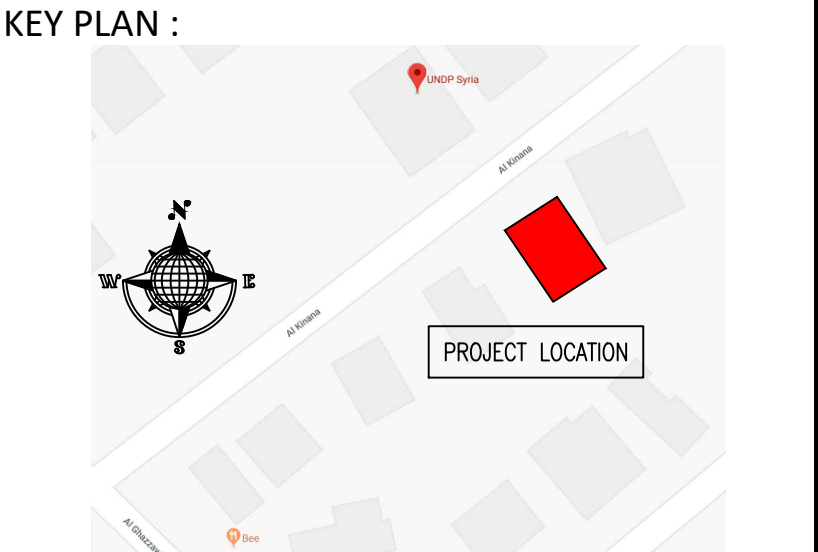 KEY PLAN :
UNDP Syria
Al Kinana
N
W
E
S
Al Kinana
PROJECT LOCATION
Bee